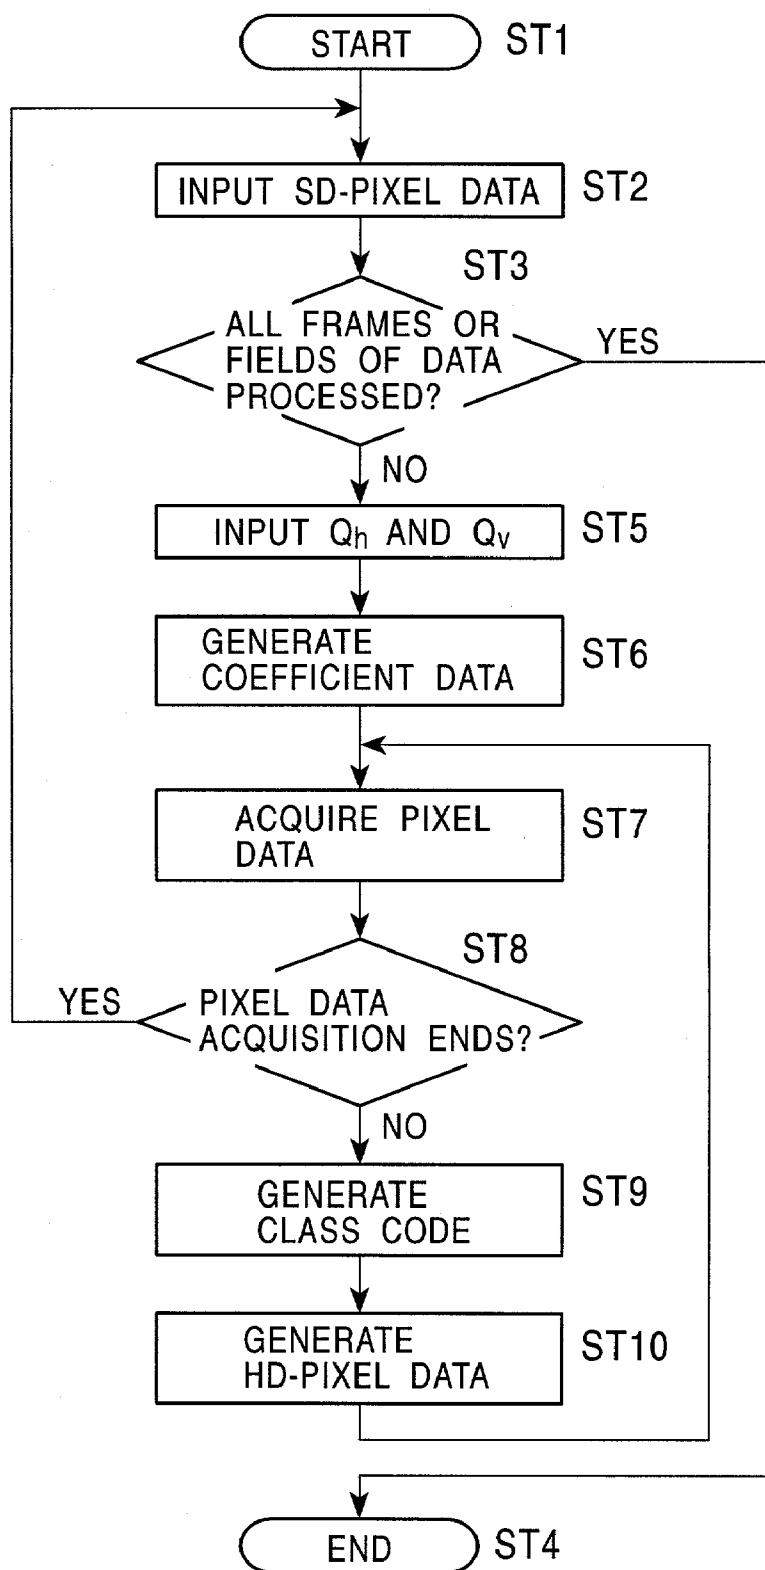 START
ST1
INPUT SD-PIXEL DATA
ST2
ST3
ALL FRAMES OR
FIELDS OF DATA
PROCESSED?
YES
NO
INPUT Qh AND Qv
ST5
GENERATE
COEFFICIENT DATA
ST6
ACQUIRE PIXEL
DATA
ST7
ST8
YES
PIXEL DATA
ACQUISITION ENDS?
NO
GENERATE
CLASS CODE
ST9
GENERATE
HD-PIXEL DATA
ST10
END
ST4